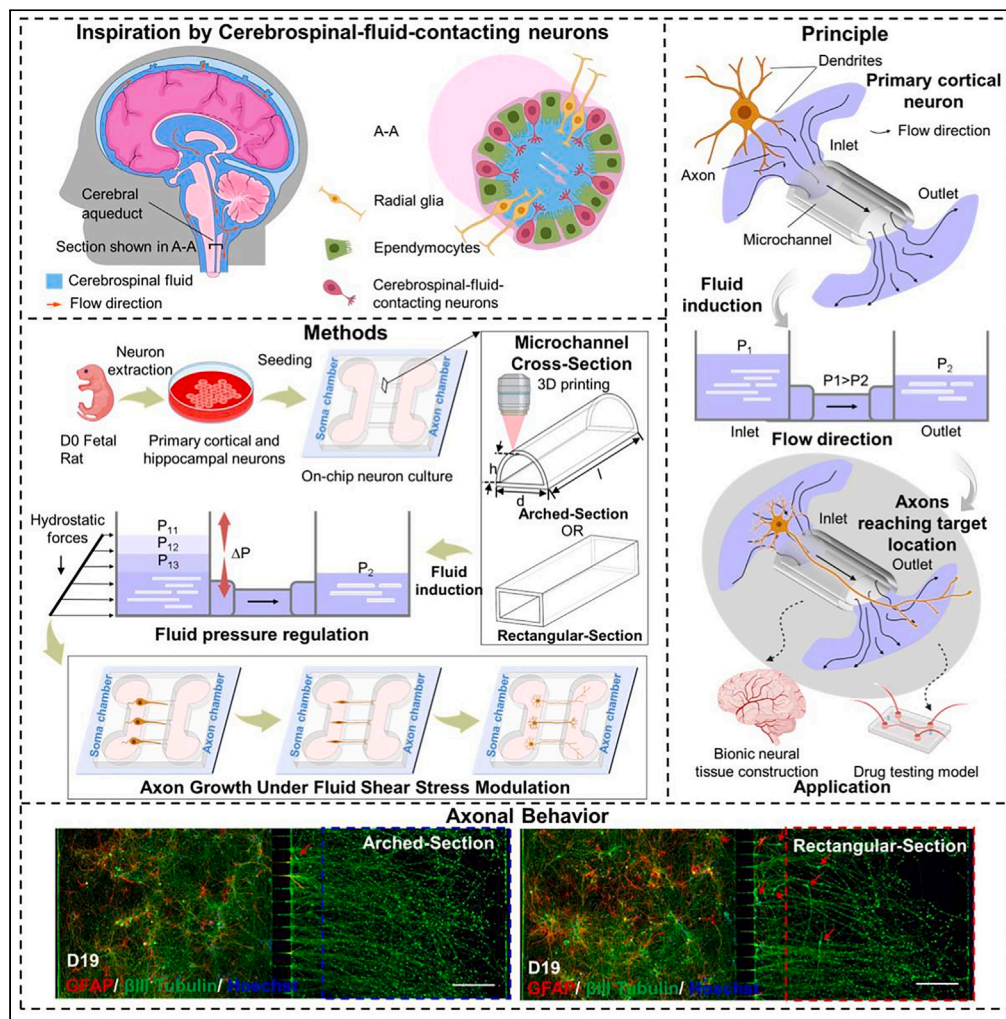 Inspiration by Cerebrospinal-fluid-contacting neurons
A-A
Cerebral
aqueduct
Section shown in A-A
Cerebrospinal fluid
Flow direction
Radial glia
Ependymocytes
Cerebrospinal-fluid-
contacting neurons
Principle
Dendrites
Primary cortical
neuron
Flow direction
Inlet
Axon
Outlet
Microchannel
Fluid
induction
P1
P1>P2
P2
Inlet
Outlet
Flow direction
Axons
reaching target
location
Inlet
Outlet
Bionic neural
tissue construction
Drug testing model
Application
Methods
Neuron
extraction
Seeding
D0 Fetal
Rat
Primary cortical and
hippocampal neurons
Soma chamber
Axon chamber
On-chip neuron culture
Microchannel
Cross-Section
3D printing
h
d
l
Arched-Section
OR
Rectangular-Section
Hydrostatic
forces
P11
P12
P13
ΔP
P2
Fluid
induction
Fluid pressure regulation
Soma chamber
Axon chamber
Soma chamber
Axon chamber
Soma chamber
Axon chamber
Axon Growth Under Fluid Shear Stress Modulation
Axonal Behavior
Arched-Section
D19
GFAP/ βIII Tubulin/ Hoechst
Rectangular-Section
D19
GFAP/ βIII Tubulin/ Hoechst